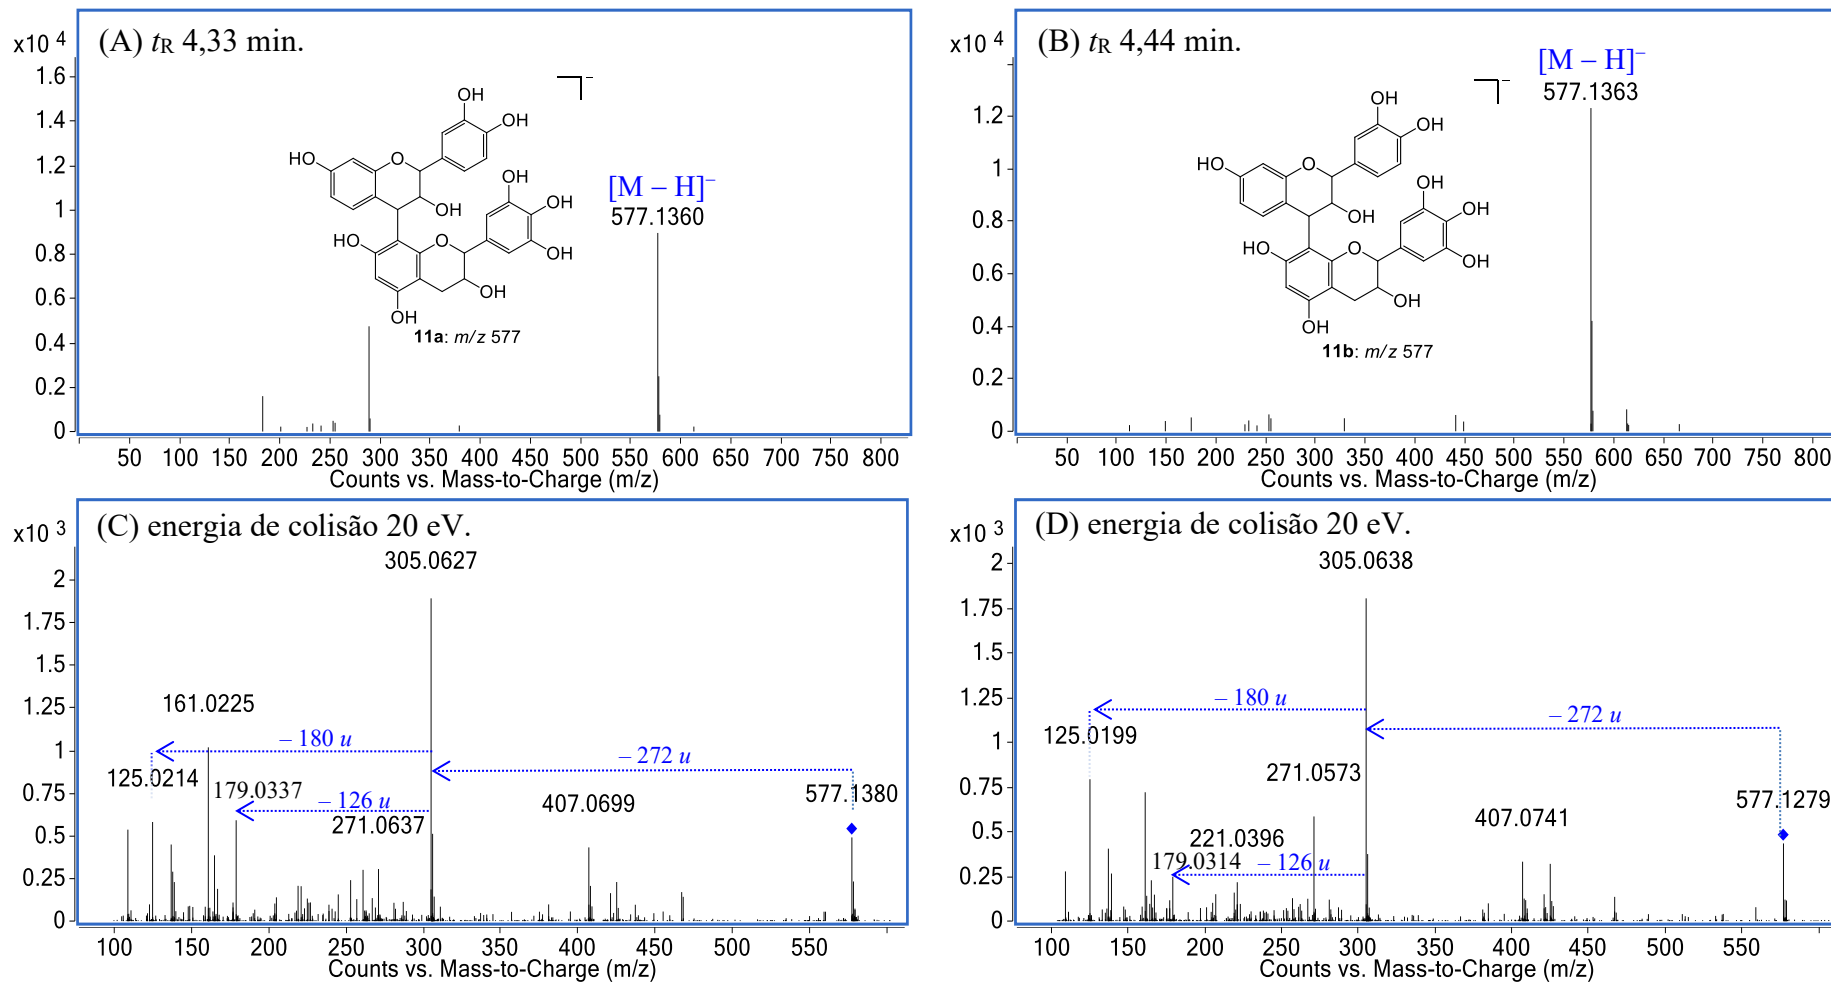 (A) tR 4,33 min.
x10 4
1.6
1.4
1.2
1
0.8
0.6
0.4
0.2
0
[M – H]–
577.1360
OH
OH
HO
O
OH
OH
OH
OH
HO
O
OH
OH
–
11a: m/z 577
50 100 150 200 250 300 350 400 450 500 550 600 650 700 750 800
Counts vs. Mass-to-Charge (m/z)
(B) tR 4,44 min.
x10 4
1.2
1
0.8
0.6
0.4
0.2
0
[M – H]–
577.1363
OH
OH
HO
O
OH
OH
OH
OH
HO
O
OH
OH
–
11b: m/z 577
50 100 150 200 250 300 350 400 450 500 550 600 650 700 750 800
Counts vs. Mass-to-Charge (m/z)
(C) energia de colisão 20 eV.
x10 3
2
1.75
1.5
1.25
1
0.75
0.5
0.25
0
305.0627
161.0225
– 180 u
– 272 u
125.0214
179.0337
– 126 u
271.0637
407.0699
577.1380
100 150 200 250 300 350 400 450 500 550
Counts vs. Mass-to-Charge (m/z)
(D) energia de colisão 20 eV.
x10 3
2
1.75
1.5
1.25
1
0.75
0.5
0.25
0
305.0638
– 180 u
– 272 u
125.0199
271.0573
577.1279
407.0741
221.0396
179.0314
– 126 u
100 150 200 250 300 350 400 450 500 550
Counts vs. Mass-to-Charge (m/z)